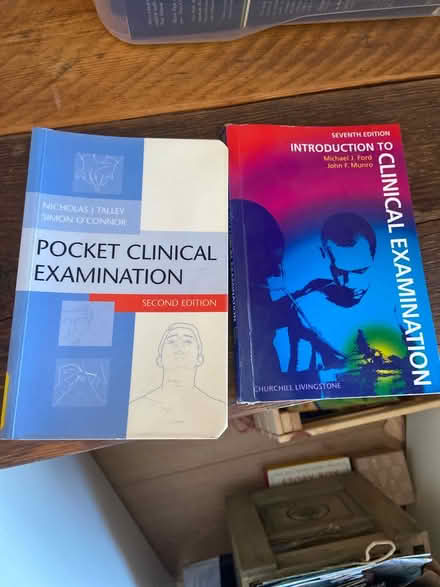 NICHOLAS J TALLEY
SIMON O'CONNOR
POCKET CLINICAL
EXAMINATION
SECOND EDITION
SEVENTH EDITION
INTRODUCTION TO
Michael J. Ford
John F. Munro
CLINICAL EXAMINATION
CHURCHILL LIVINGSTONE